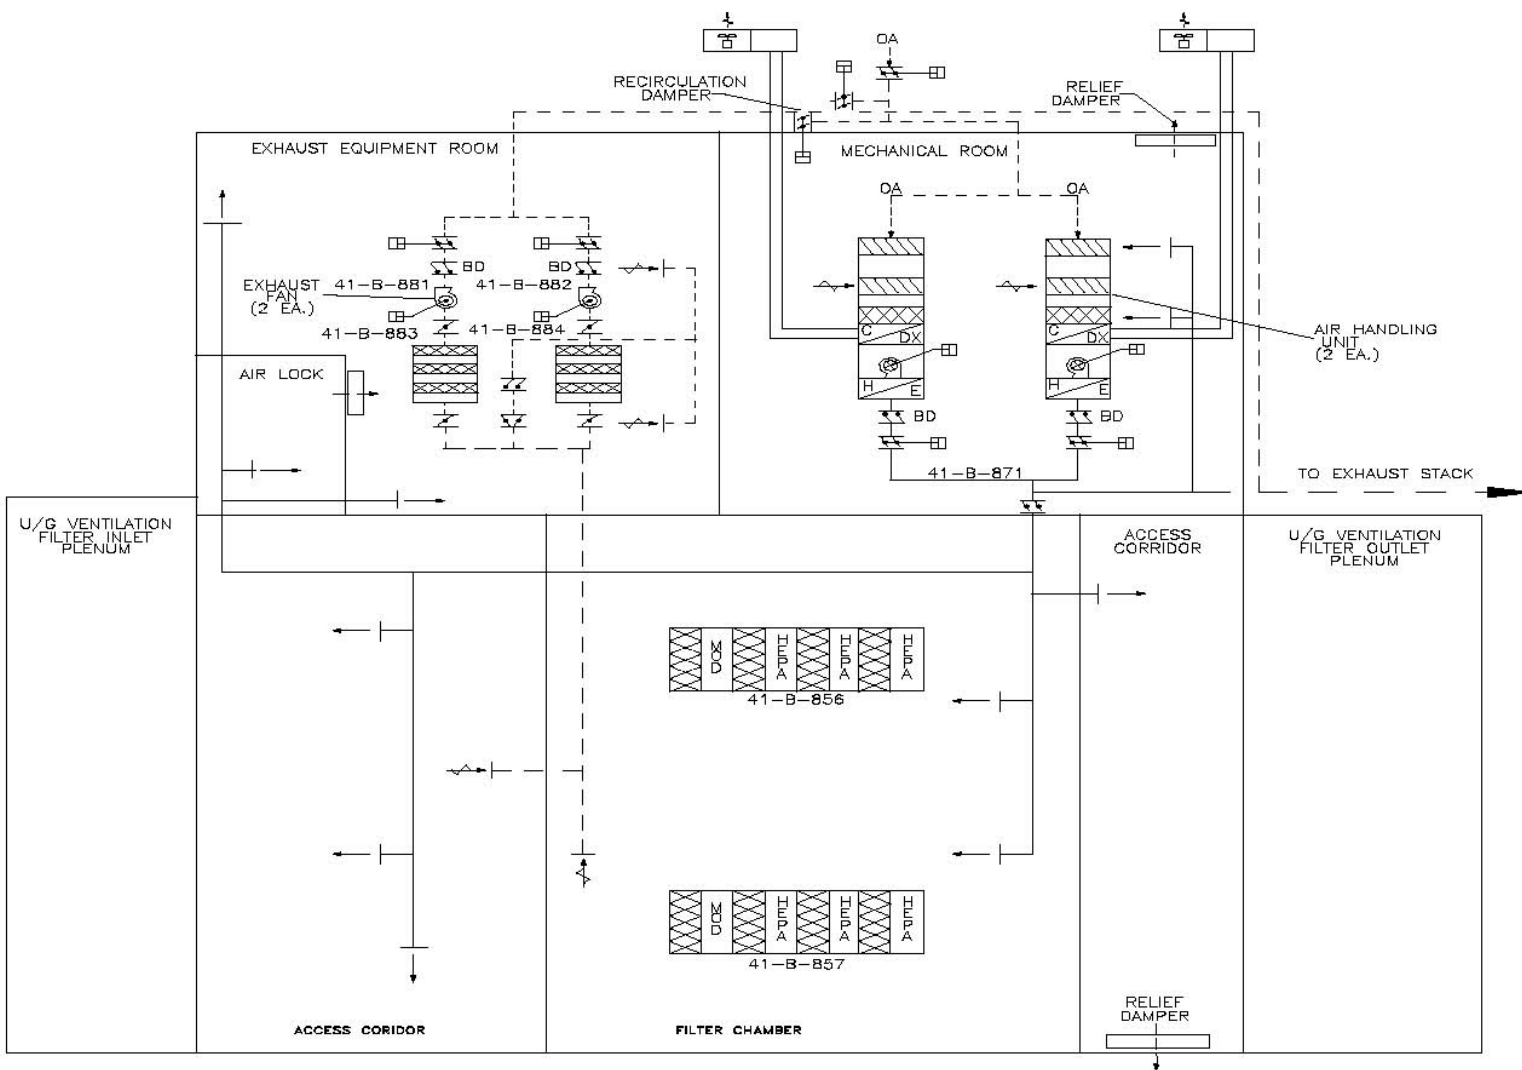 OA
RECIRCULATION
DAMPER
RELIEF
DAMPER
EXHAUST EQUIPMENT ROOM
MECHANICAL ROOM
OA
OA
BD
BD
41-B-881
41-B-882
EXHAUST
FAN
(2 EA.)
41-B-883
41-B-884
C
DX
C
DX
AIR HANDLING
UNIT
(2 EA.)
AIR LOCK
H
E
H
E
BD
BD
41-B-871
TO EXHAUST STACK
U/G VENTILATION
FILTER INLET
PLENUM
ACCESS
CORRIDOR
U/G VENTILATION
FILTER OUTLET
PLENUM
MOD
HEPA
HEPA
HEPA
41-B-856
MOD
HEPA
HEPA
HEPA
41-B-857
RELIEF
DAMPER
ACCESS CORIDOR
FILTER CHAMBER